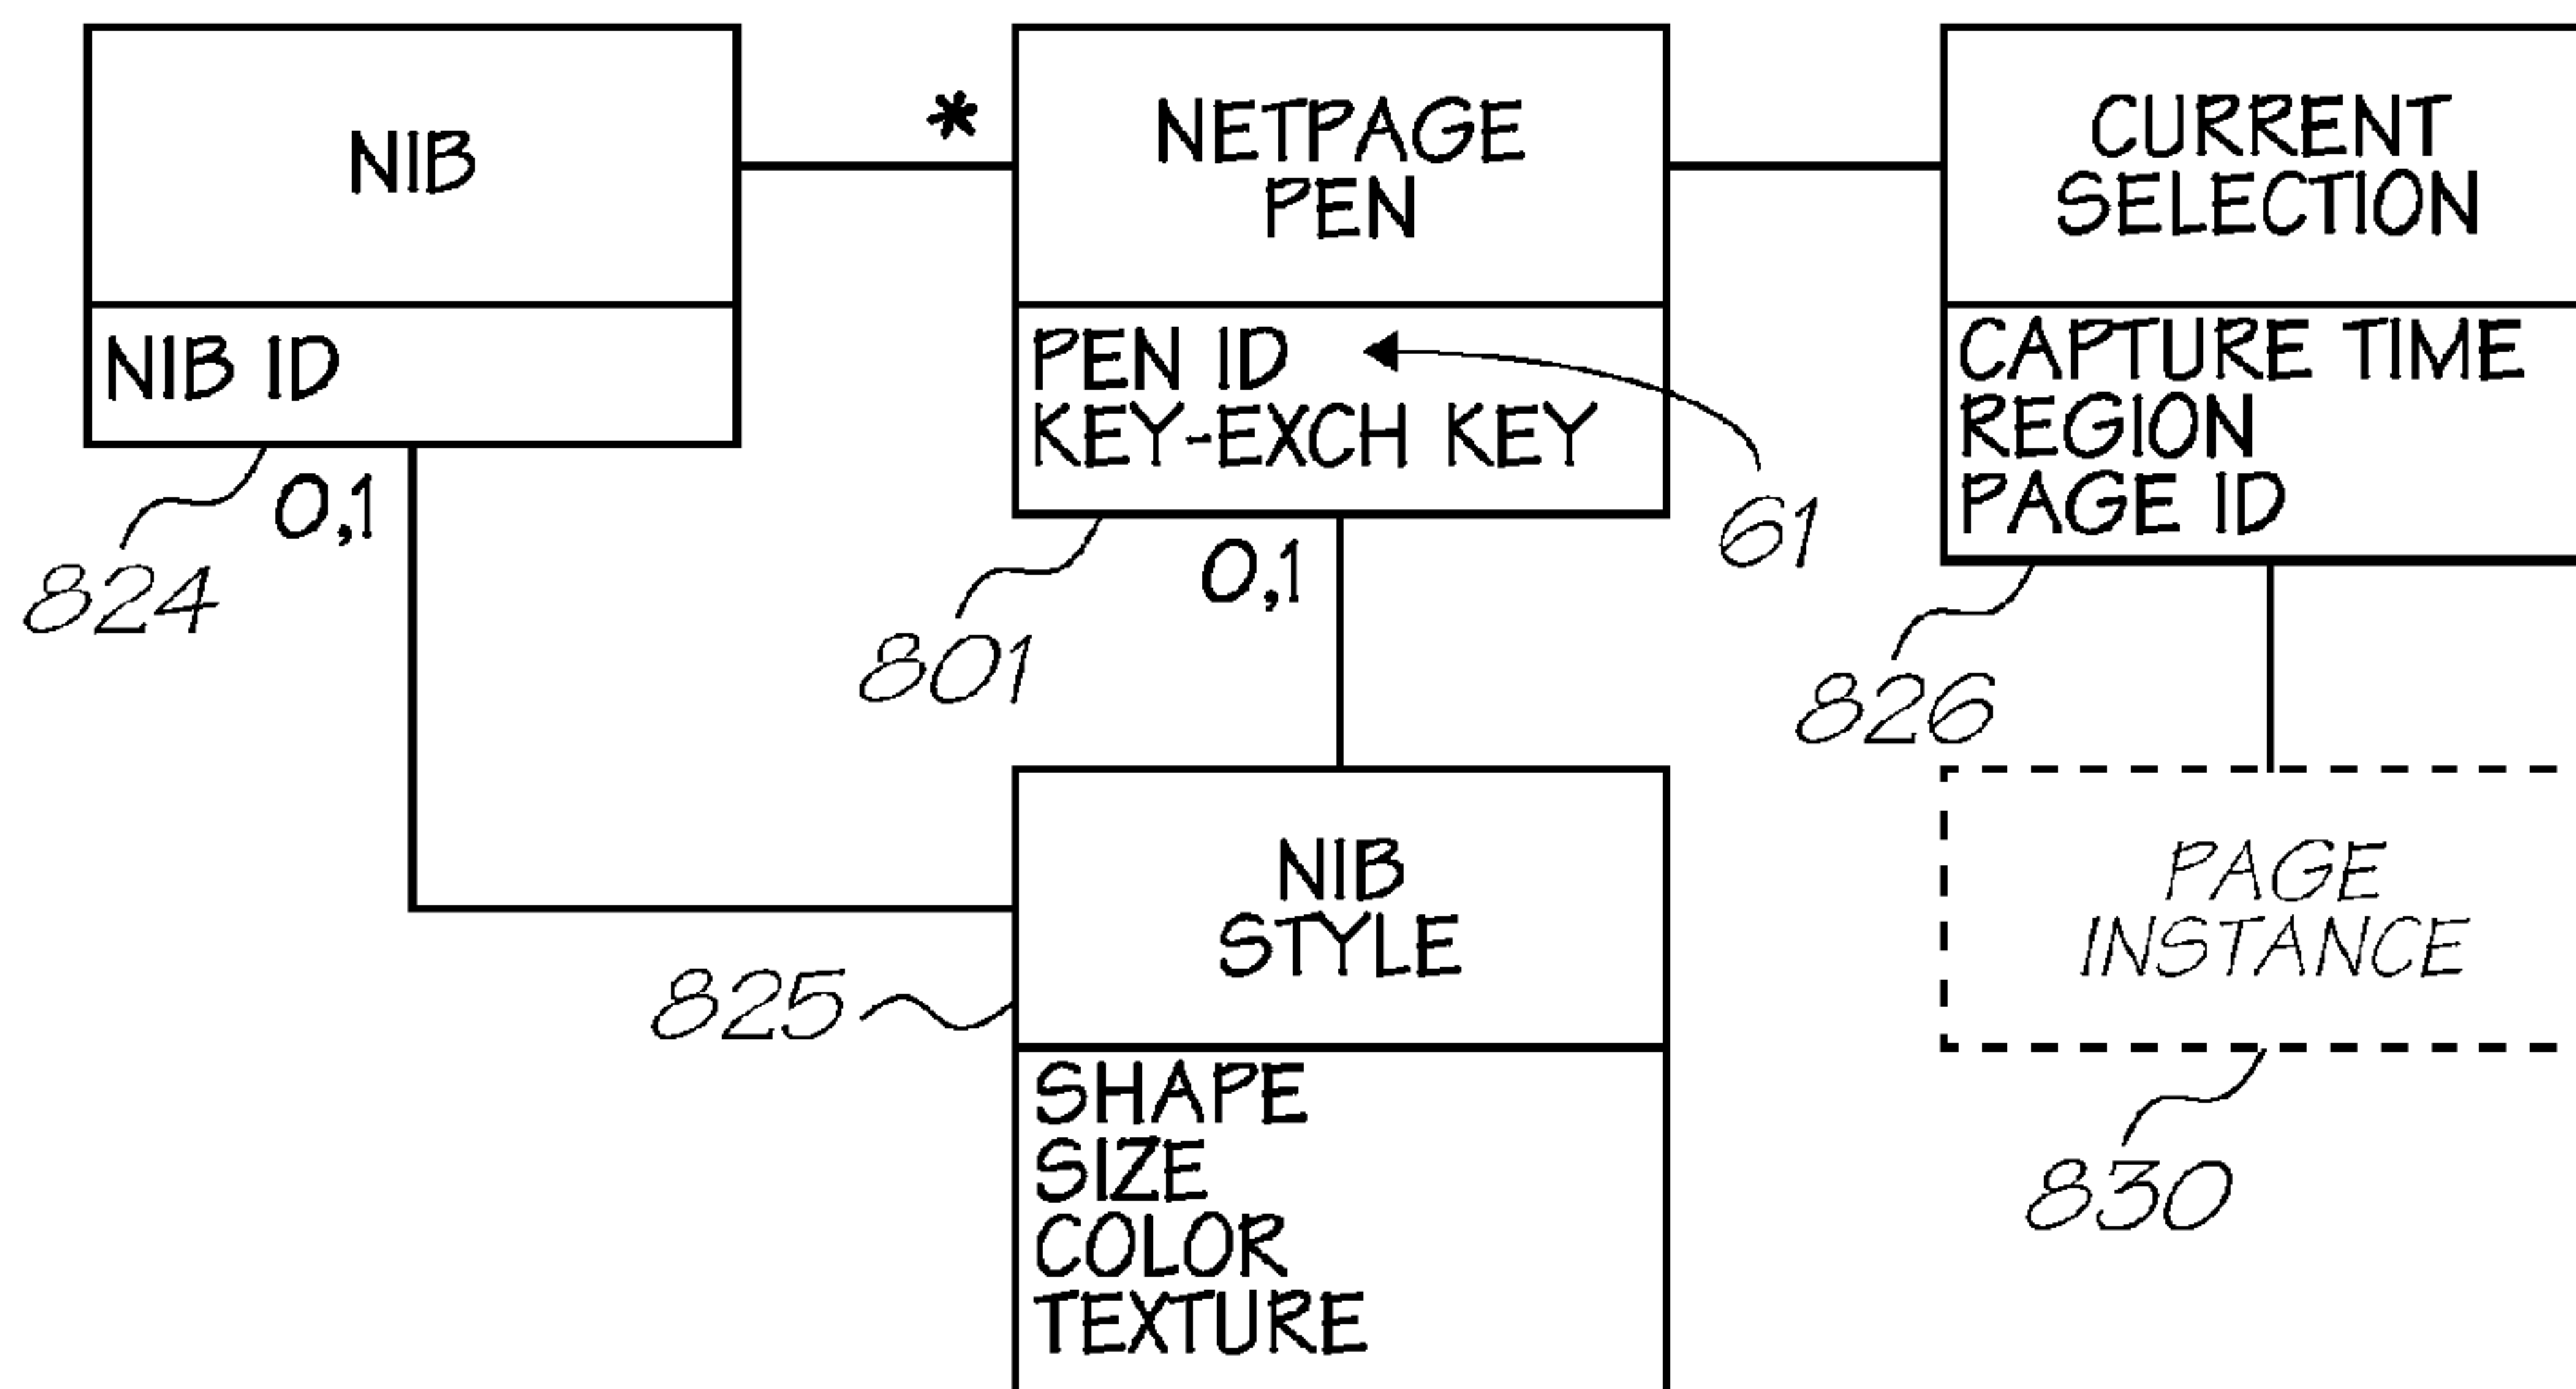 NIB
NIB ID
824
0,1
*
NETPAGE
PEN
PEN ID
KEY-EXCH KEY
61
801
0,1
CURRENT
SELECTION
CAPTURE TIME
REGION
PAGE ID
826
NIB
STYLE
825
SHAPE
SIZE
COLOR
TEXTURE
PAGE
INSTANCE
830